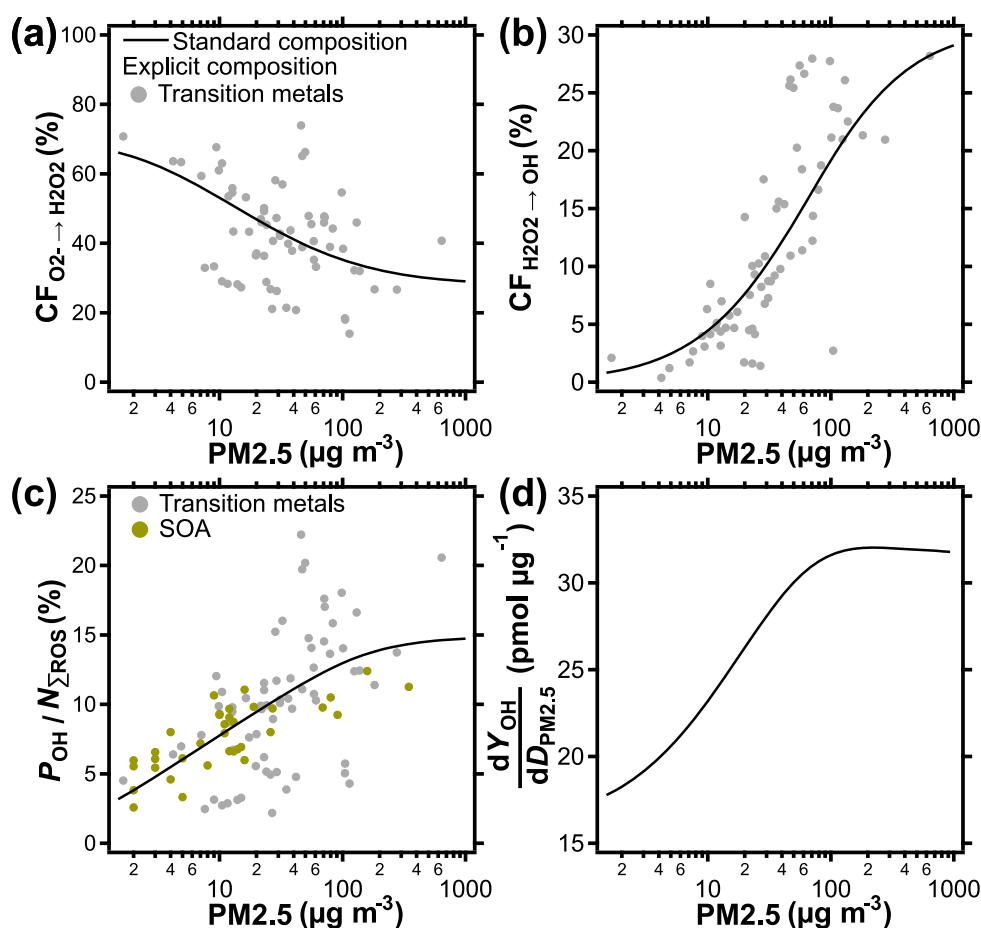 (a)
100
80
60
40
20
0
CF O2- → H2O2 (%)
Standard composition
Explicit composition
Transition metals
2 4 6 2 4 6 2 4 6
10 100 1000
PM2.5 (µg m-3)
(b)
30
25
20
15
10
5
0
CF H2O2 → OH (%)
2 4 6 2 4 6 2 4 6
10 100 1000
PM2.5 (µg m-3)
(c)
25
20
15
10
5
0
POH / NΣROS (%)
Transition metals
SOA
2 4 6 2 4 6 2 4 6
10 100 1000
PM2.5 (µg m-3)
(d)
35
30
25
20
15
dYOH
dDPM2.5
(pmol µg-1)
2 4 6 2 4 6 2 4 6
10 100 1000
PM2.5 (µg m-3)